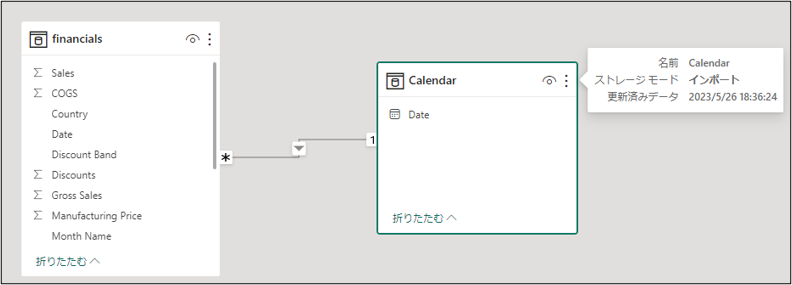 financials
Sales
COGS
Country
Date
Discount Band
Discounts
Gross Sales
Manufacturing Price
Month Name
折りたたむ
*
1
Calendar
Date
折りたたむ
名前 Calendar
ストレージ モード インポート
更新済みデータ 2023/5/26 18:36:24